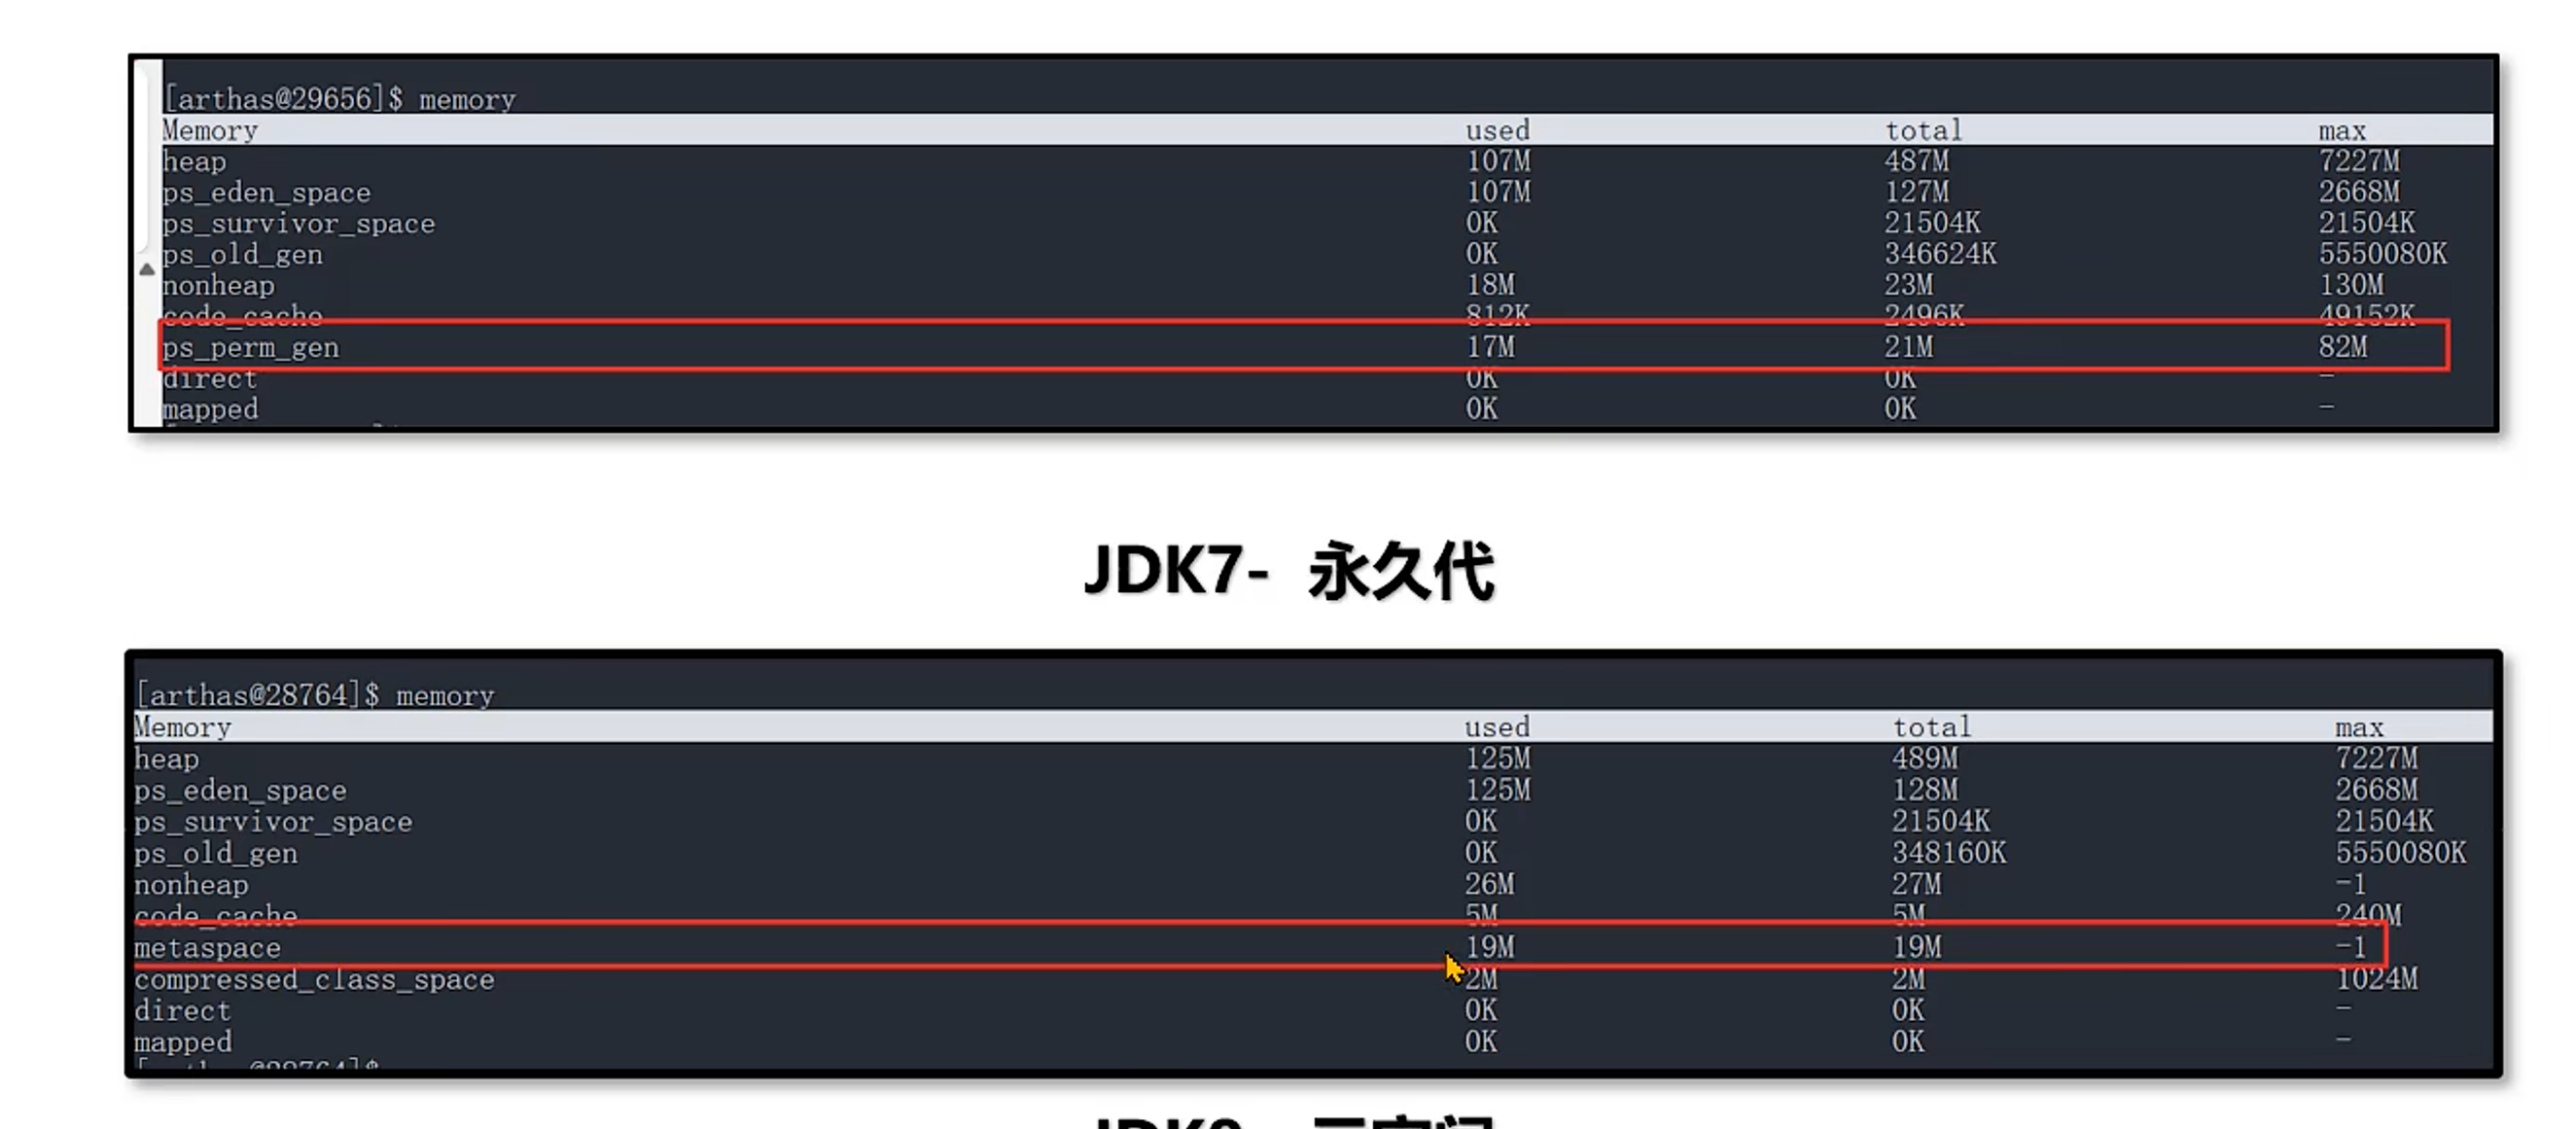 [arthas@29656]$ memory
Memory used total max
heap 107M 487M 7227M
ps_eden_space 107M 127M 2668M
ps_survivor_space 0K 21504K 21504K
ps_old_gen 0K 346624K 5550080K
nonheap 18M 23M 130M
code_cache 812K 2496K 49152K
ps_perm_gen 17M 21M 82M
direct 0K 0K -
mapped 0K 0K -
JDK7- 永久代
[arthas@28764]$ memory
Memory used total max
heap 125M 489M 7227M
ps_eden_space 125M 128M 2668M
ps_survivor_space 0K 21504K 21504K
ps_old_gen 0K 348160K 5550080K
nonheap 26M 27M -1
code_cache 5M 5M 240M
metaspace 19M 19M -1
compressed_class_space 2M 2M 1024M
direct 0K 0K -
mapped 0K 0K -